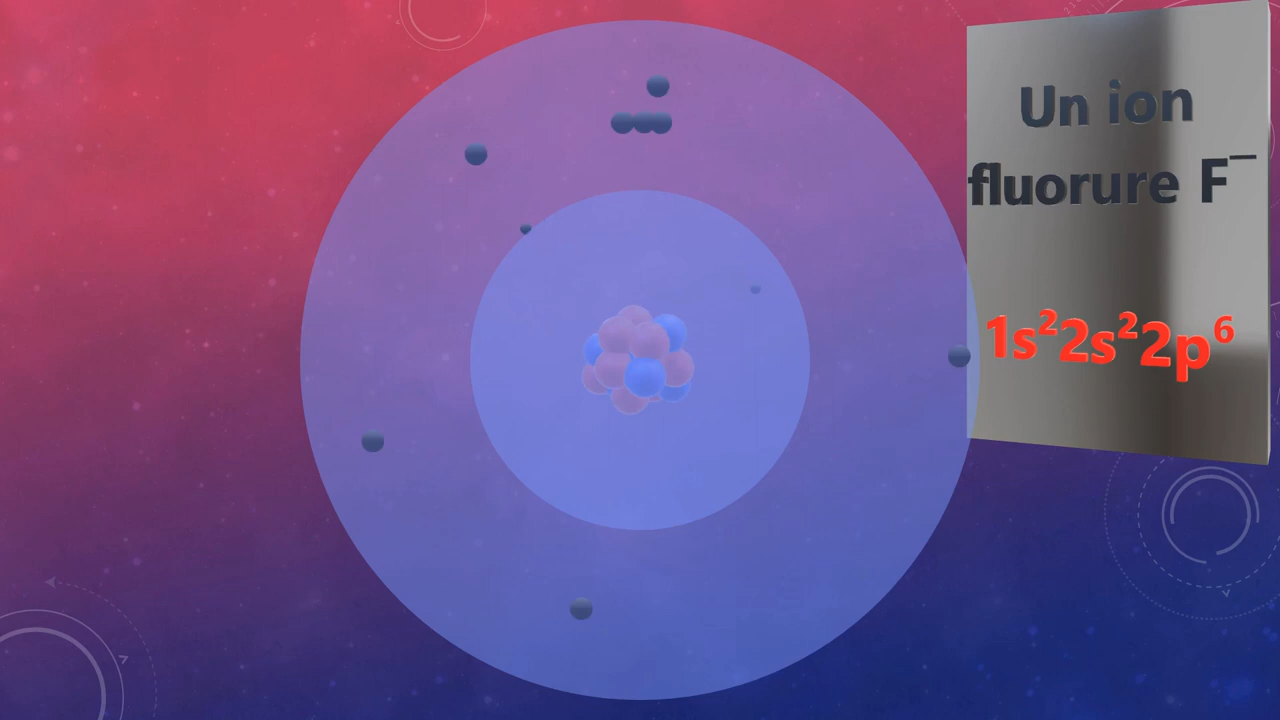 Un ion
fluorure F⁻
1s²2s²2p⁶